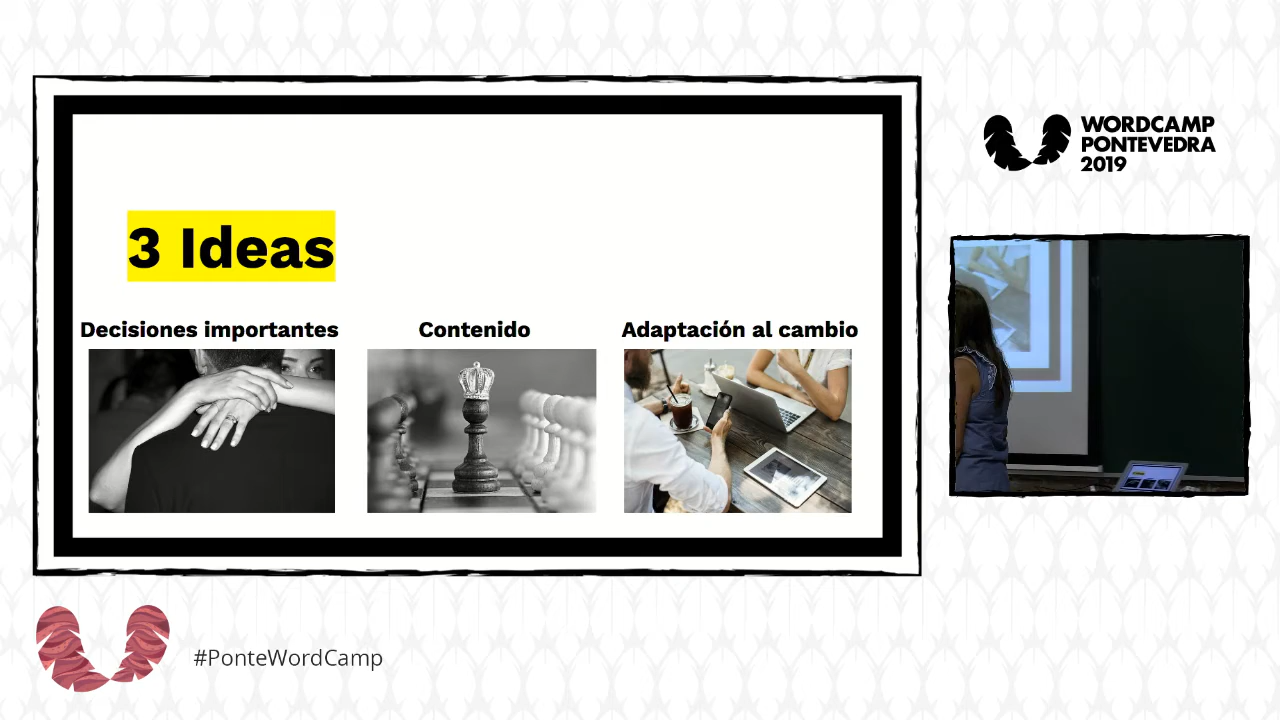 3 Ideas
Decisiones importantes
Contenido
Adaptación al cambio
WORDCAMP
PONTEVEDRA
2019
#PonteWordCamp